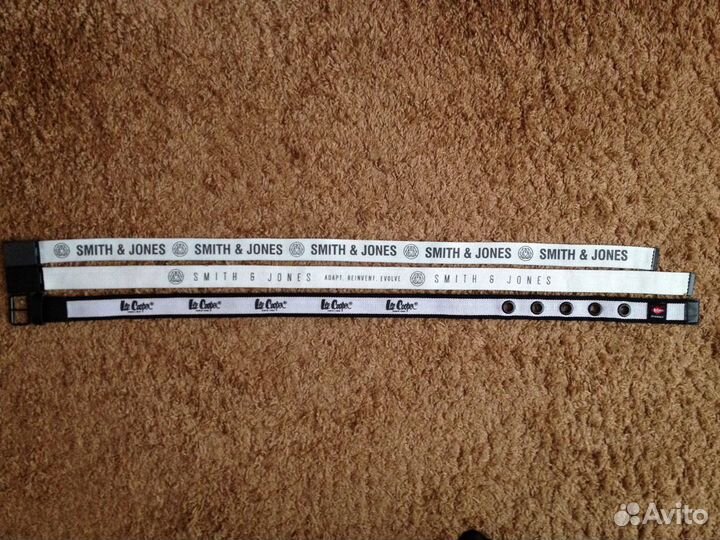 SMITH & JONES SMITH & JONES SMITH & JONES SMITH & JONES SMITH & JONES
SMITH & JONES ADAPT. REINVENT. EVOLVE. SMITH & JONES
Lee Cooper Lee Cooper Lee Cooper Lee Cooper Lee Cooper
Avito